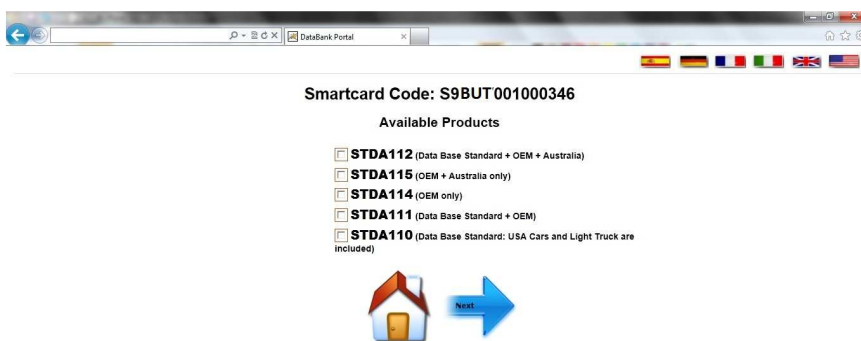 DataBank Portal
Smartcard Code: S9BUT001000346
Available Products
STDA112 (Data Base Standard + OEM + Australia)
STDA115 (OEM + Australia only)
STDA114 (OEM only)
STDA111 (Data Base Standard + OEM)
STDA110 (Data Base Standard: USA Cars and Light Truck are
included)
Next